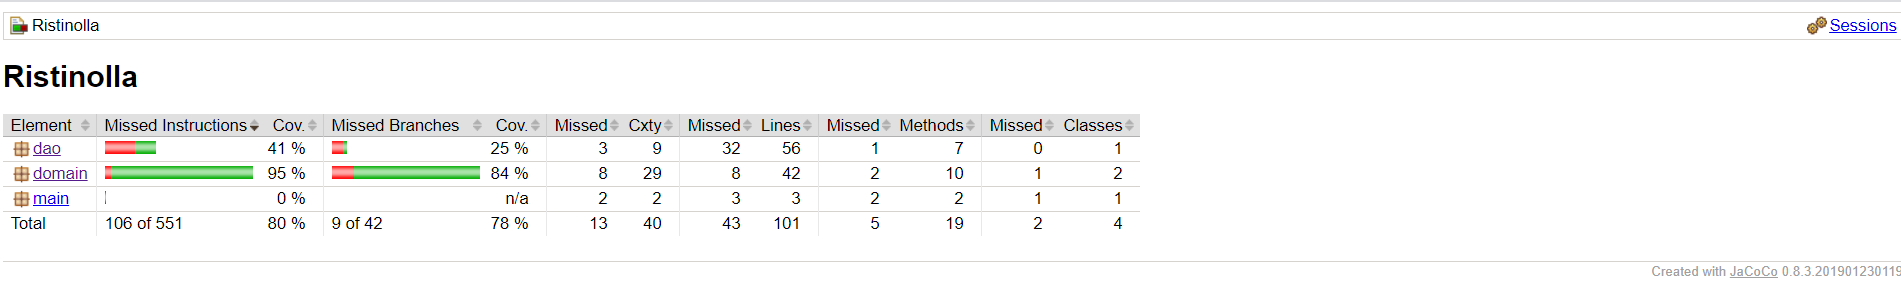 Ristinolla Sessions
Ristinolla
Element Missed Instructions Cov. Missed Branches Cov. Missed Cxty Missed Lines Missed Methods Missed Classes
dao 41 % 25 % 3 9 32 56 1 7 0 1
domain 95 % 84 % 8 29 8 42 2 10 1 2
main 0 % n/a 2 2 3 3 2 2 1 1
Total 106 of 551 80 % 9 of 42 78 % 13 40 43 101 5 19 2 4
Created with JaCoCo 0.8.3.201901230119